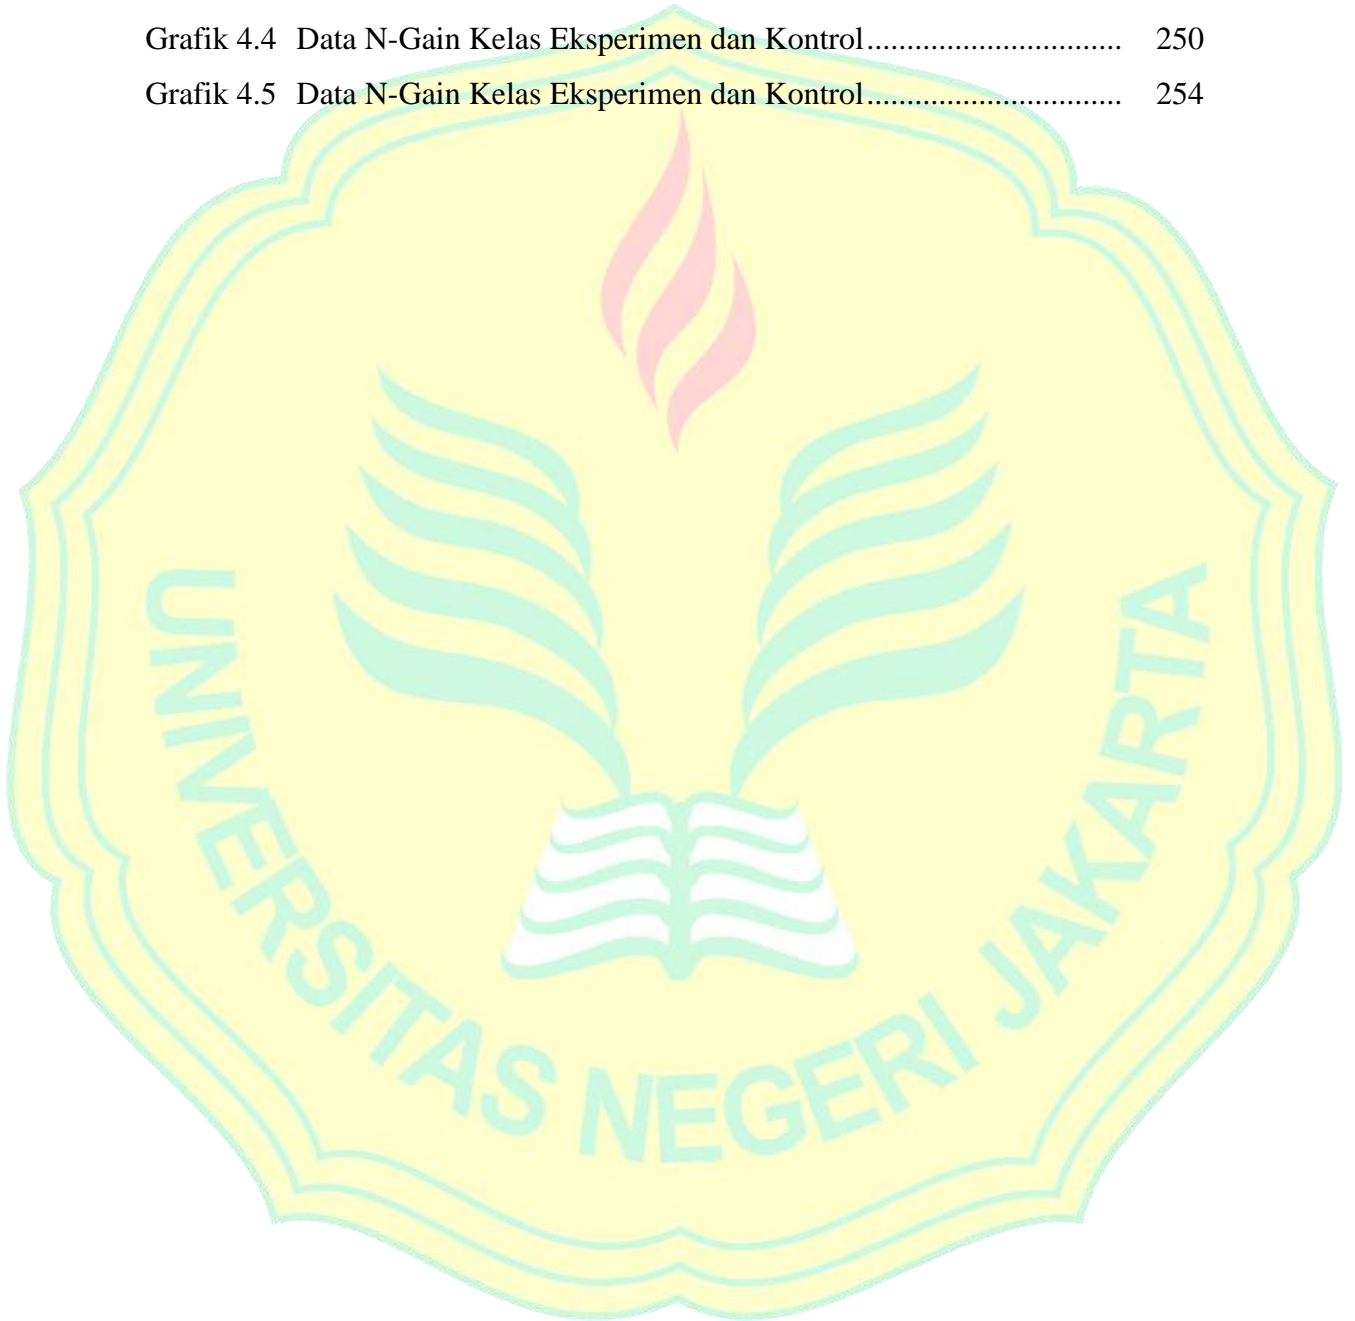 Grafik 4.4 Data N-Gain Kelas Eksperimen dan Kontrol................................ 250
Grafik 4.5 Data N-Gain Kelas Eksperimen dan Kontrol................................ 254
UNIVERSITAS NEGERI JAKARTA